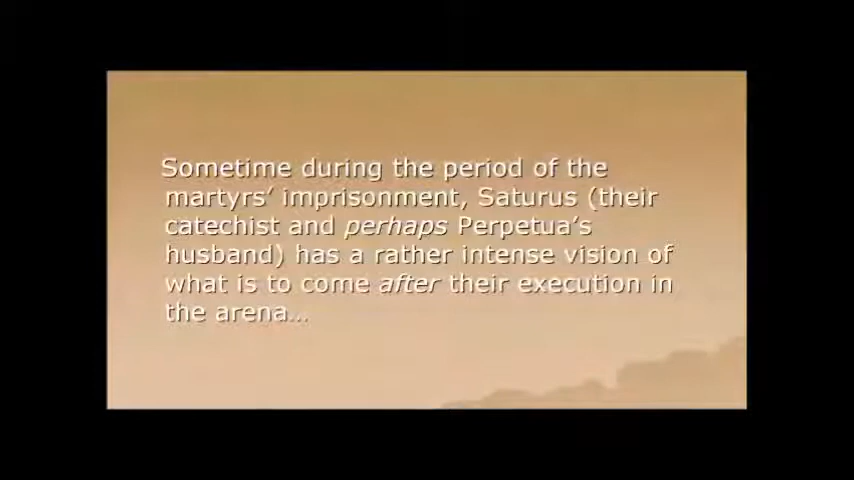 Sometime during the period of the
martyrs’ imprisonment, Saturus (their
catechist and perhaps Perpetua’s
husband) has a rather intense vision of
what is to come after their execution in
the arena…